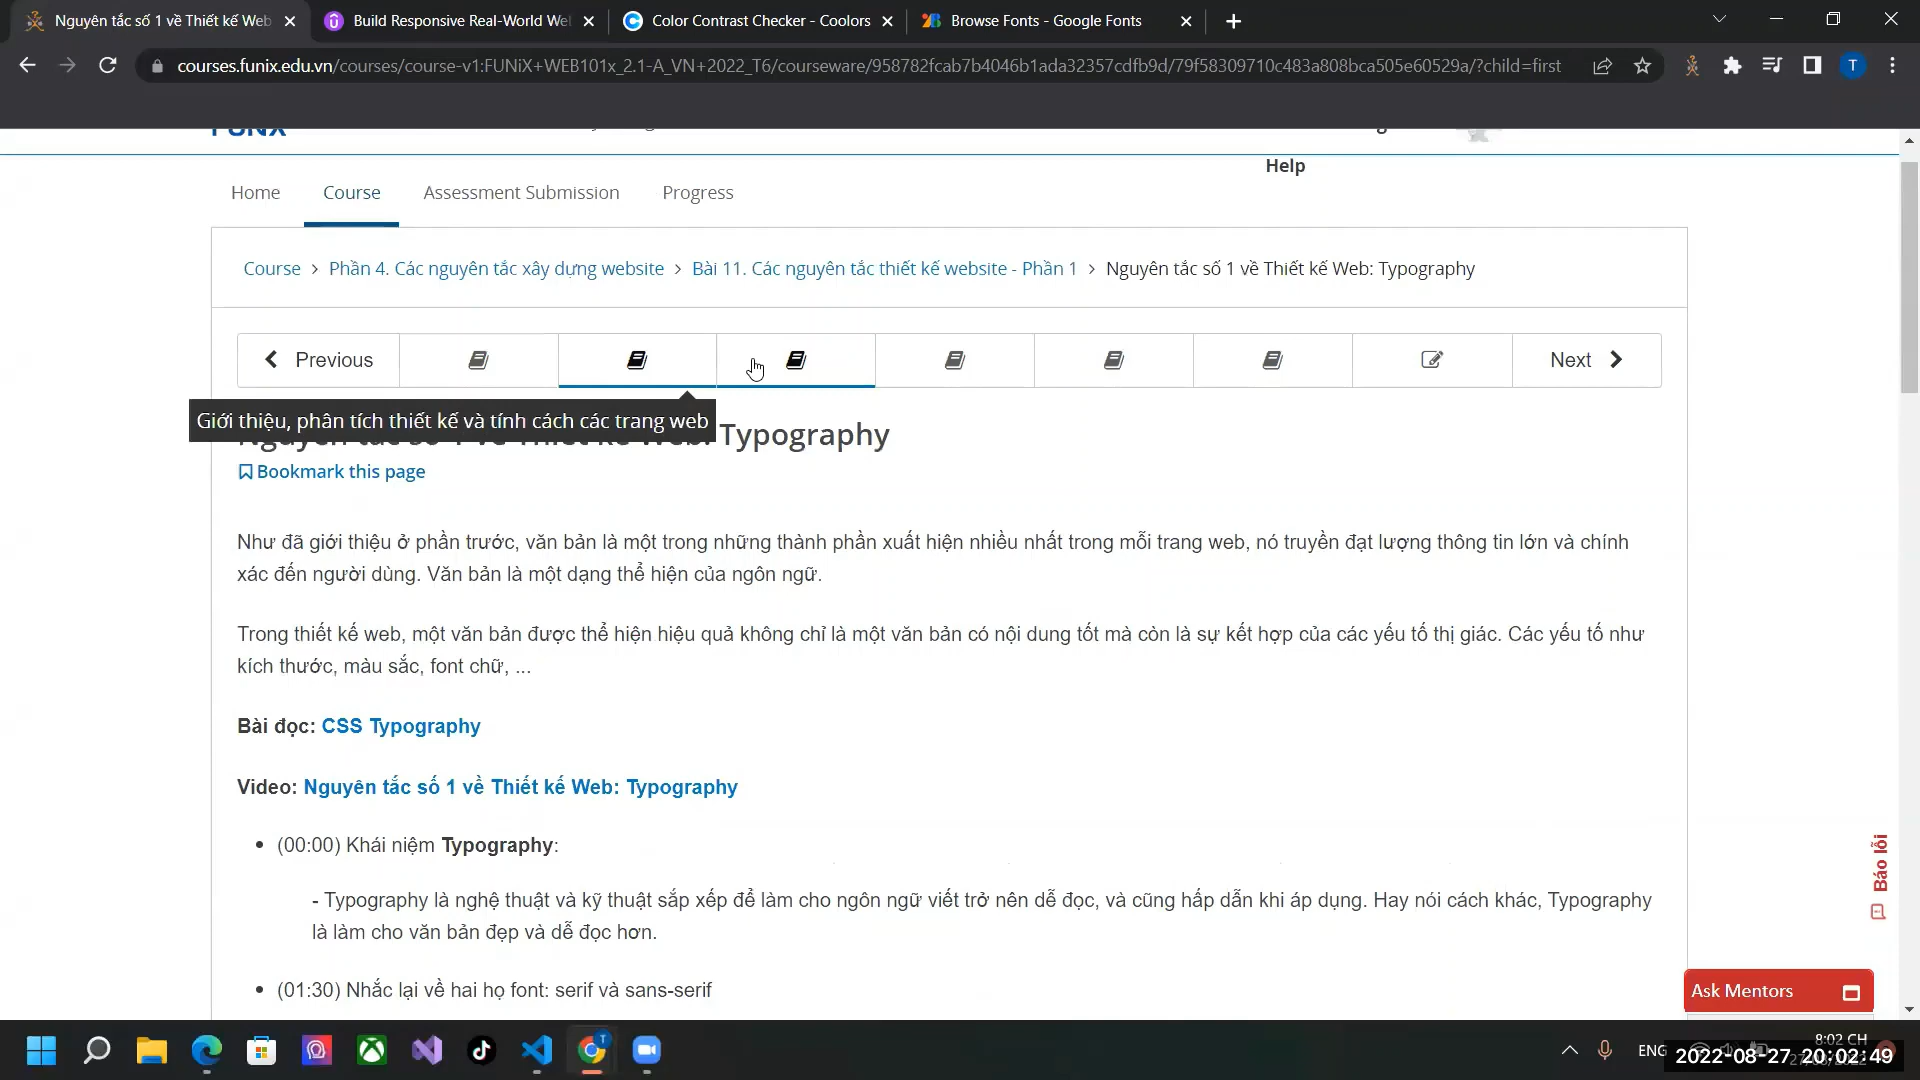 Nguyên tắc số 1 về Thiết kế Web
Build Responsive Real-World We
Color Contrast Checker - Coolors
Browse Fonts - Google Fonts
courses.funix.edu.vn/courses/course-v1:FUNiX+WEB101x_2.1-A_VN+2022_T6/courseware/958782fcab7b4046b1ada32357cdfb9d/79f58309710c483a808bca505e60529a/?child=first
T
FUNiX
Help
Home
Course
Assessment Submission
Progress
Course > Phần 4. Các nguyên tắc xây dựng website > Bài 11. Các nguyên tắc thiết kế website - Phần 1 > Nguyên tắc số 1 về Thiết kế Web: Typography
Previous
Next
Giới thiệu, phân tích thiết kế và tính cách các trang web
Nguyên tắc số 1 về Thiết kế Web: Typography
Bookmark this page
Như đã giới thiệu ở phần trước, văn bản là một trong những thành phần xuất hiện nhiều nhất trong mỗi trang web, nó truyền đạt lượng thông tin lớn và chính
xác đến người dùng. Văn bản là một dạng thể hiện của ngôn ngữ.
Trong thiết kế web, một văn bản được thể hiện hiệu quả không chỉ là một văn bản có nội dung tốt mà còn là sự kết hợp của các yếu tố thị giác. Các yếu tố như
kích thước, màu sắc, font chữ, ...
Bài đọc: CSS Typography
Video: Nguyên tắc số 1 về Thiết kế Web: Typography
(00:00) Khái niệm Typography:
- Typography là nghệ thuật và kỹ thuật sắp xếp để làm cho ngôn ngữ viết trở nên dễ đọc, và cũng hấp dẫn khi áp dụng. Hay nói cách khác, Typography
là làm cho văn bản đẹp và dễ đọc hơn.
(01:30) Nhắc lại về hai họ font: serif và sans-serif
Báo lỗi
Ask Mentors
T
ENG
8:02 CH
2022-08-27 20:02:49